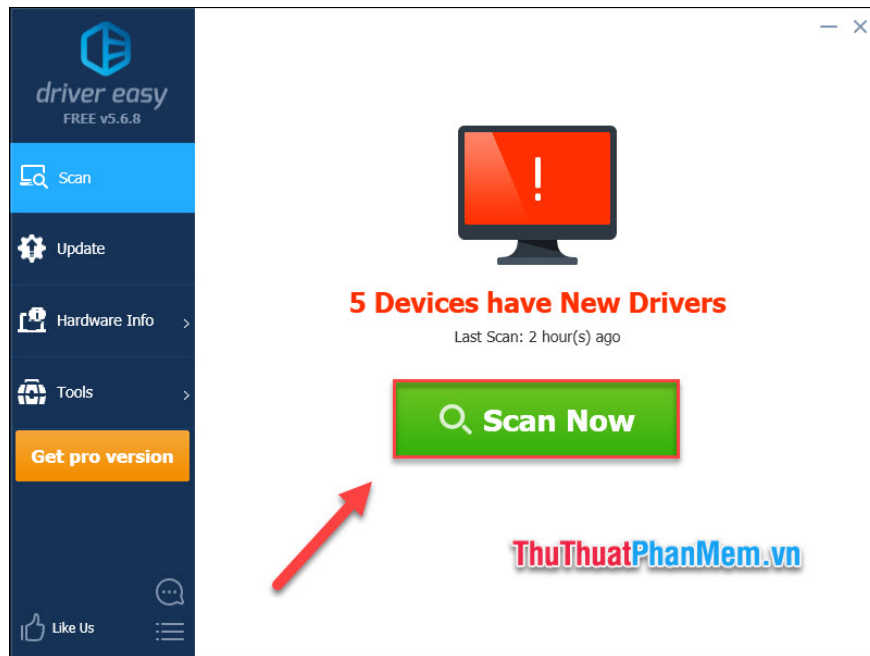 driver easy
FREE v5.6.8
Scan
Update
Hardware Info
Tools
Get pro version
Like Us
!
5 Devices have New Drivers
Last Scan: 2 hour(s) ago
Scan Now
ThuThuatPhanMem.vn